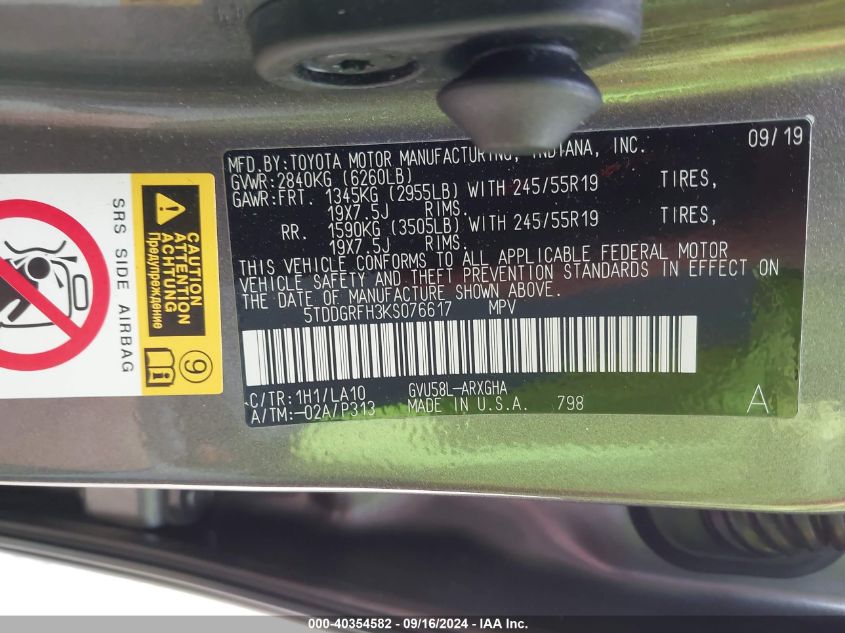 MFD.BY:TOYOTA MOTOR MANUFACTURING, INDIANA, INC. 09/19
GVWR:2840KG (6260LB)
GAWR:FRT. 1345KG (2955LB) WITH 245/55R19 TIRES,
19X7.5J RIMS.
RR. 1590KG (3505LB) WITH 245/55R19 TIRES,
19X7.5J RIMS.
THIS VEHICLE CONFORMS TO ALL APPLICABLE FEDERAL MOTOR
VEHICLE SAFETY AND THEFT PREVENTION STANDARDS IN EFFECT ON
THE DATE OF MANUFACTURE SHOWN ABOVE.
5TDDGRFH3KS076617 MPV
C/TR:1H1/LA10 GVU58L-ARXGHA
A/TM:-02A/P313 MADE IN U.S.A. 798 A
SRS SIDE AIRBAG
CAUTION
ATTENTION
ACHTUNG
Предупреждение
9
000-40354582 - 09/16/2024 - IAA Inc.